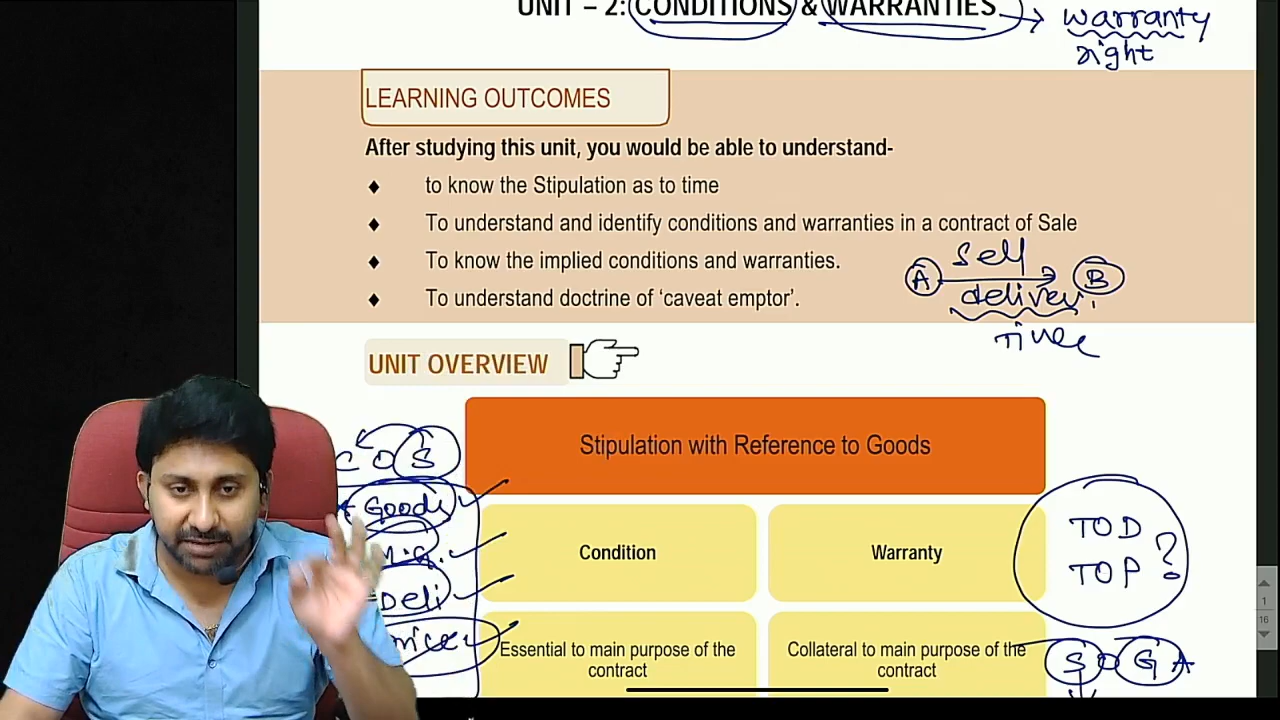 UNIT – 2: CONDITIONS & WARRANTIES
warranty
right
LEARNING OUTCOMES
After studying this unit, you would be able to understand-
to know the Stipulation as to time
To understand and identify conditions and warranties in a contract of Sale
To know the implied conditions and warranties.
To understand doctrine of 'caveat emptor'.
A Sell B
deliver
Time
UNIT OVERVIEW
Stipulation with Reference to Goods
COS
Goods
Deli
Condition
Warranty
TOD
TOP ?
Essential to main purpose of the contract
Collateral to main purpose of the contract
SOGA
1
16